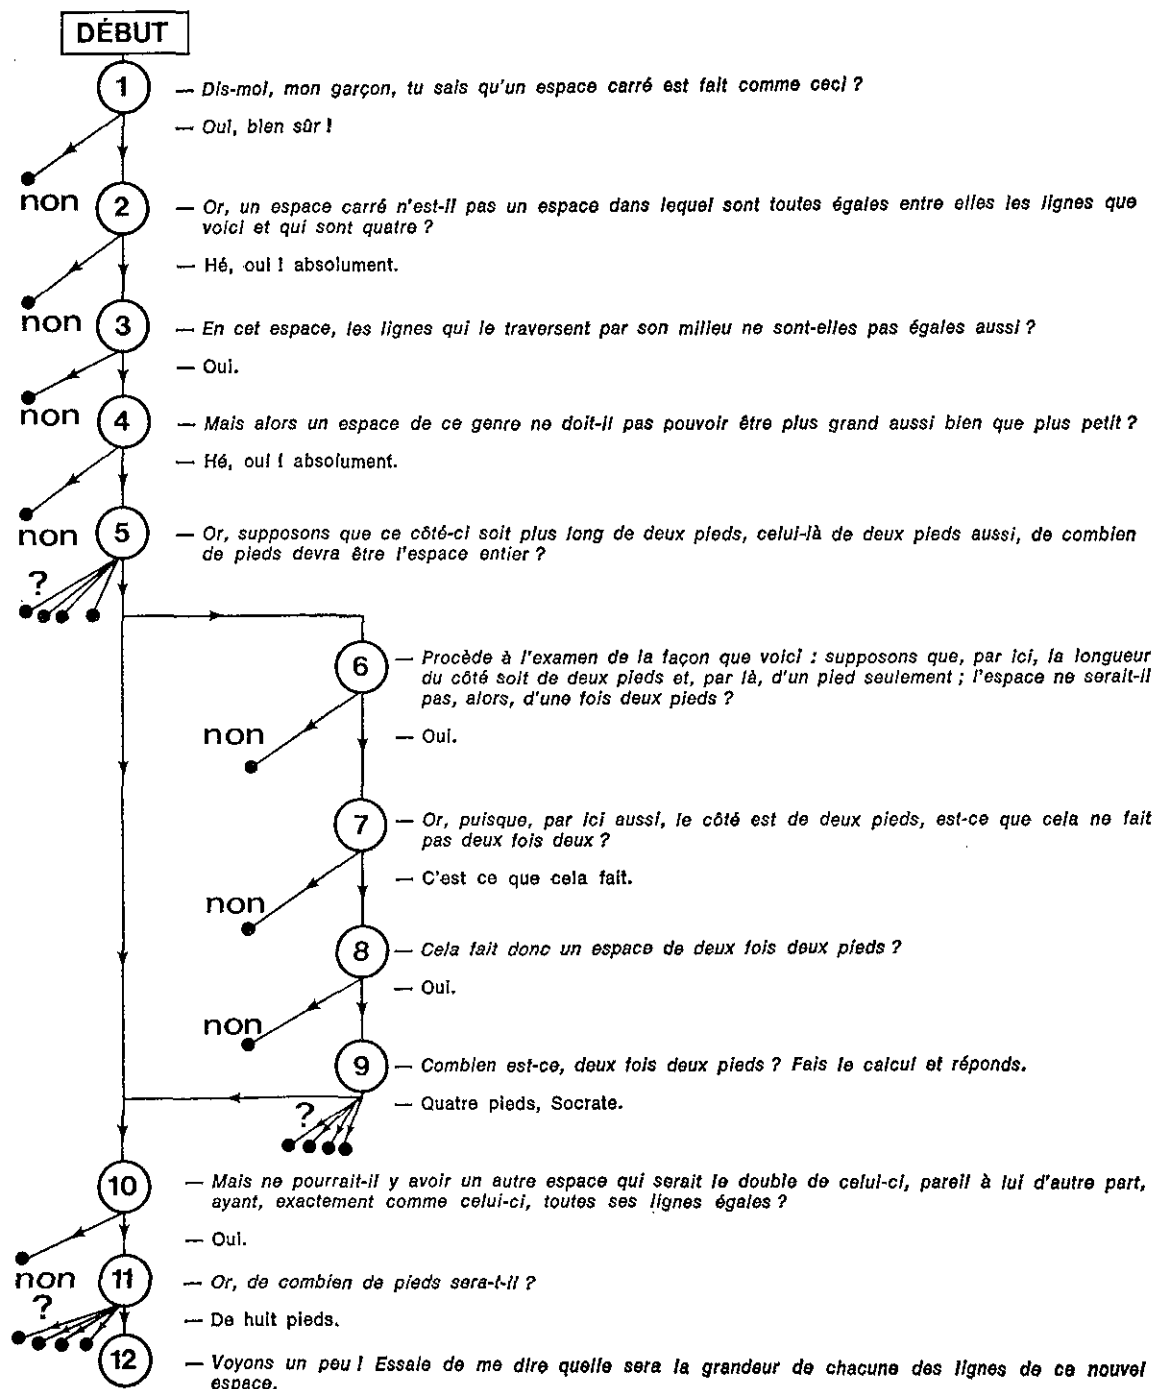 DÉBUT
1
— Dis-moi, mon garçon, tu sais qu'un espace carré est fait comme ceci ?
— Oui, bien sûr !
non
2
— Or, un espace carré n'est-il pas un espace dans lequel sont toutes égales entre elles les lignes que
voici et qui sont quatre ?
— Hé, oui ! absolument.
non
3
— En cet espace, les lignes qui le traversent par son milieu ne sont-elles pas égales aussi ?
— Oui.
non
4
— Mais alors un espace de ce genre ne doit-il pas pouvoir être plus grand aussi bien que plus petit ?
— Hé, oui ! absolument.
non
5
— Or, supposons que ce côté-ci soit plus long de deux pieds, celui-là de deux pieds aussi, de combien
de pieds devra être l'espace entier ?
?
6
— Procède à l'examen de la façon que voici : supposons que, par ici, la longueur
du côté soit de deux pieds et, par là, d'un pied seulement ; l'espace ne serait-il
pas, alors, d'une fois deux pieds ?
non
— Oui.
7
— Or, puisque, par ici aussi, le côté est de deux pieds, est-ce que cela ne fait
pas deux fois deux ?
— C'est ce que cela fait.
non
8
— Cela fait donc un espace de deux fois deux pieds ?
— Oui.
non
9
— Combien est-ce, deux fois deux pieds ? Fais le calcul et réponds.
— Quatre pieds, Socrate.
?
10
— Mais ne pourrait-il y avoir un autre espace qui serait le double de celui-ci, pareil à lui d'autre part,
ayant, exactement comme celui-ci, toutes ses lignes égales ?
— Oui.
non
11
— Or, de combien de pieds sera-t-il ?
?
— De huit pieds.
12
— Voyons un peu ! Essaie de me dire quelle sera la grandeur de chacune des lignes de ce nouvel
espace.